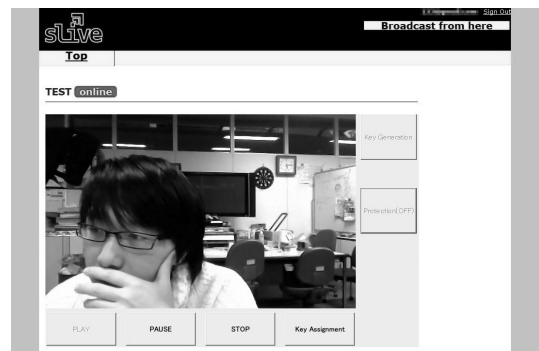 Sign Out
slive
Broadcast from here
Top
TEST online
Key Generation
Protection(OFF)
PLAY
PAUSE
STOP
Key Assignment